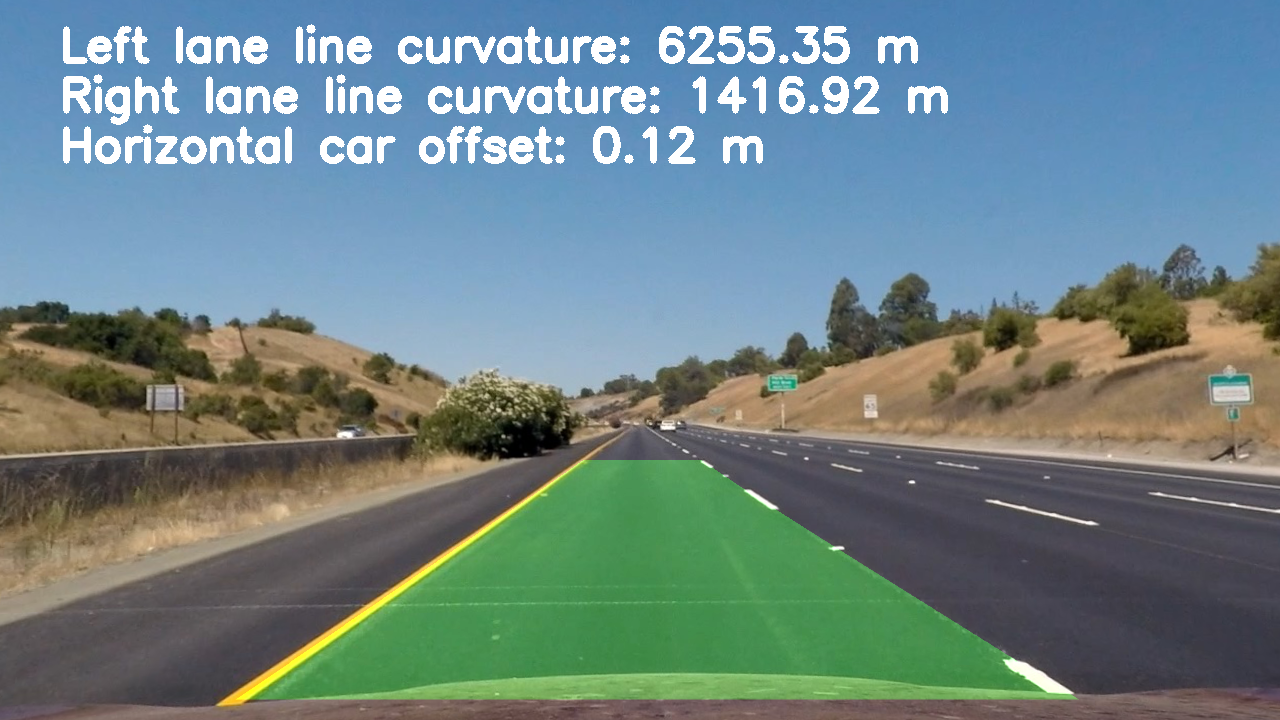 Left lane line curvature: 6255.35 m
Right lane line curvature: 1416.92 m
Horizontal car offset: 0.12 m